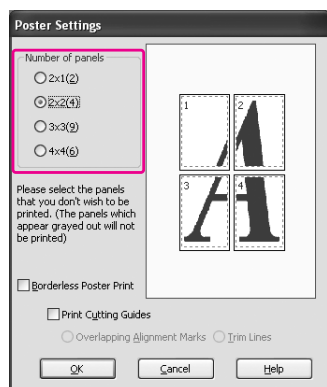 Poster Settings
Number of panels
2x1(2)
2x2(4)
3x3(9)
4x4(6)
1
2
3
4
Please select the panels
that you don't wish to be
printed. (The panels which
appear grayed out will not
be printed)
Borderless Poster Print
Print Cutting Guides
Overlapping Alignment Marks
Trim Lines
OK
Cancel
Help